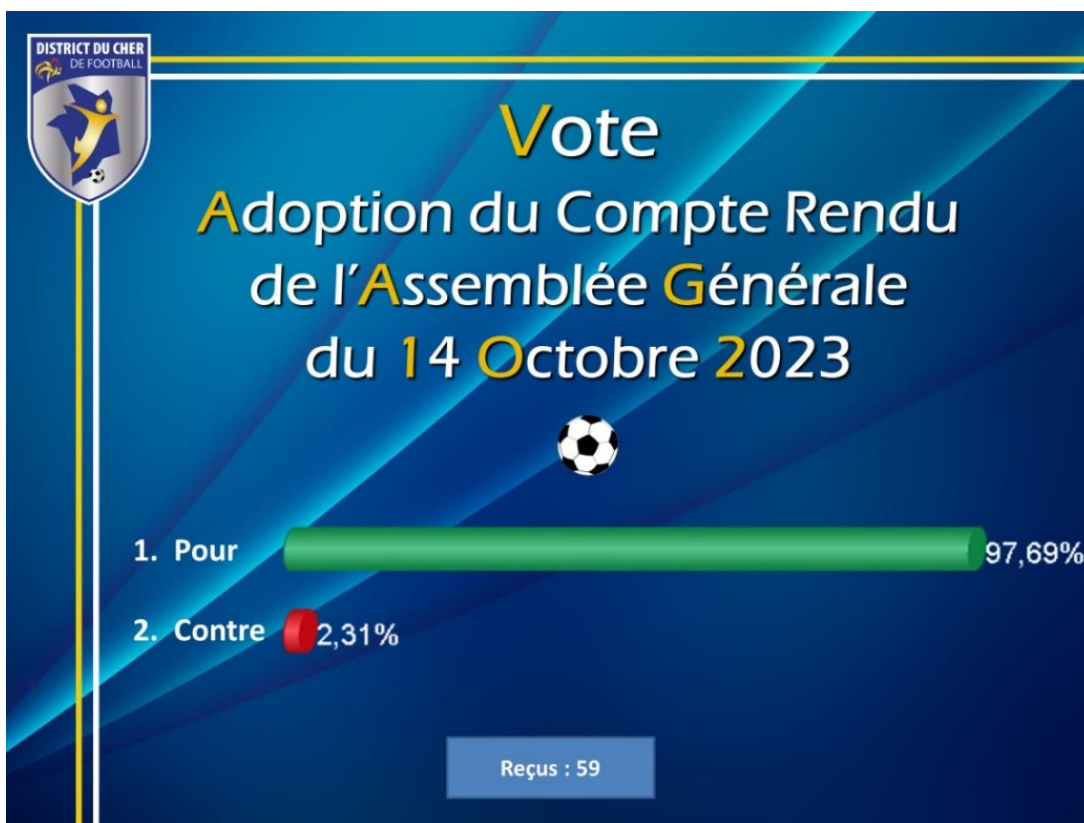 DISTRICT DU CHER
DE FOOTBALL
Vote
Adoption du Compte Rendu
de l'Assemblée Générale
du 14 Octobre 2023
1. Pour 97,69%
2. Contre 2,31%
Reçus : 59